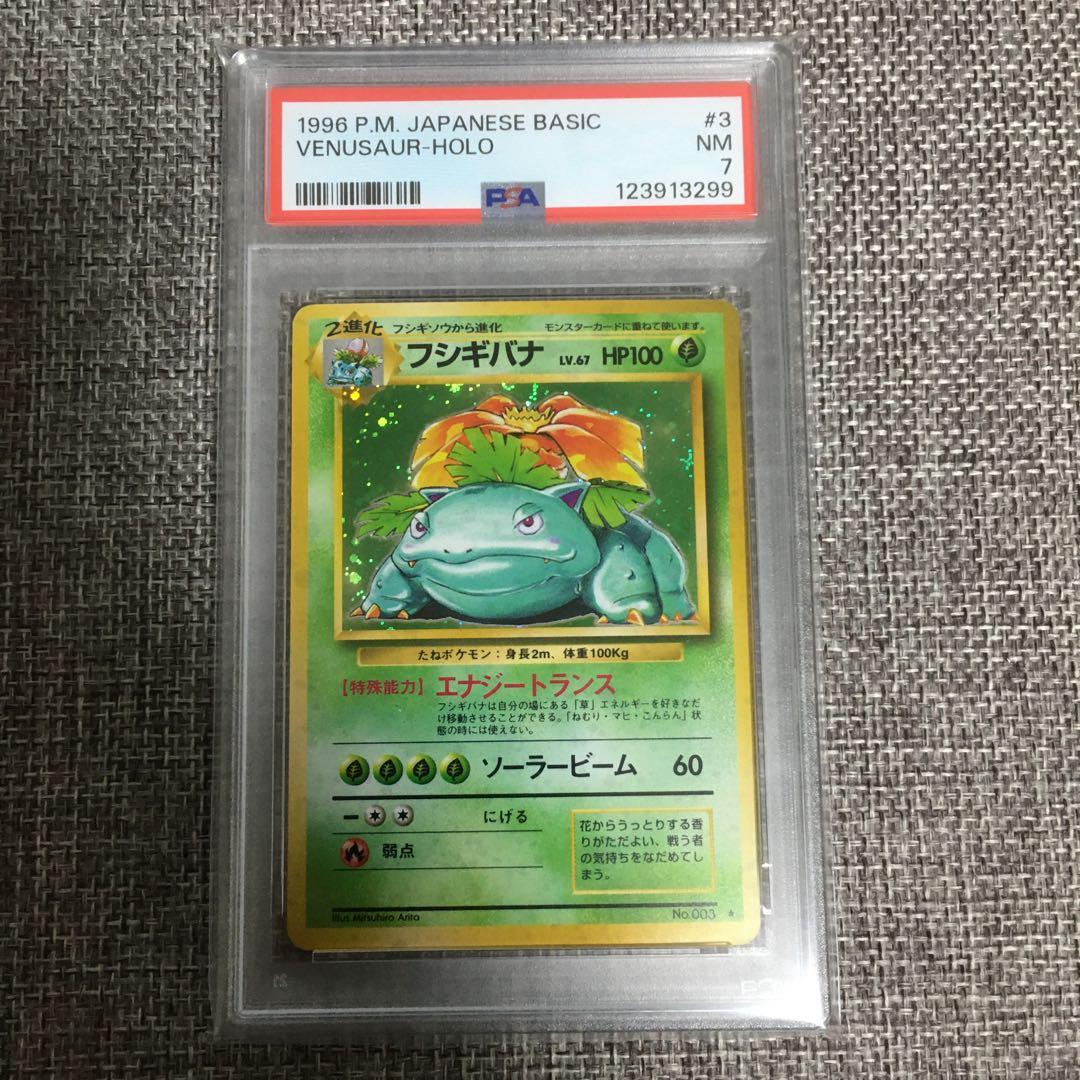 1996 P.M. JAPANESE BASIC #3
VENUSAUR-HOLO NM
7
PSA 123913299
2進化 フシギソウから進化 モンスターカードに重ねて使います。
フシギバナ LV.67 HP100
たねポケモン：身長2m、体重100Kg
【特殊能力】エナジートランス
フシギバナは自分の場にある「草」エネルギーを好きなだ
け移動させることができる。「ねむり・マヒ・こんらん」状
態の時には使えない。
ソーラービーム 60
ー にげる
弱点
花からうっとりする香
りがただよい、戦う者
の気持ちをなだめてし
まう。
Illus Mitsuhiro Arita No.003 ★